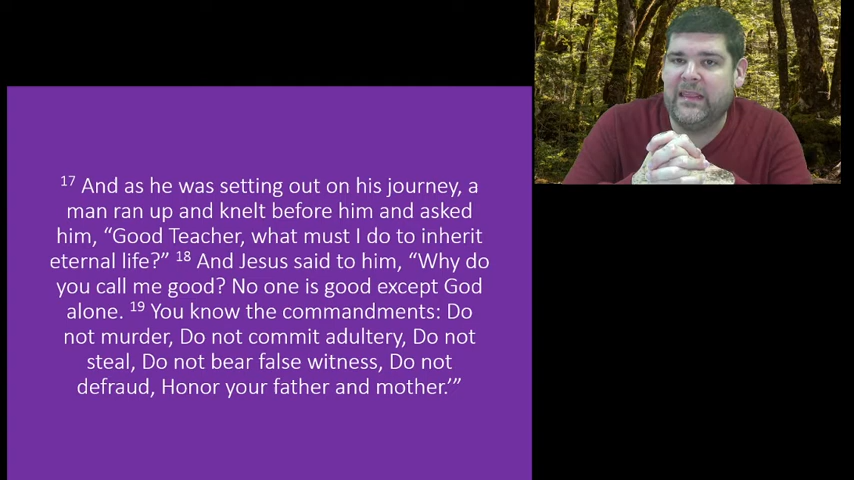 17 And as he was setting out on his journey, a
man ran up and knelt before him and asked
him, “Good Teacher, what must I do to inherit
eternal life?” 18 And Jesus said to him, “Why do
you call me good? No one is good except God
alone. 19 You know the commandments: Do
not murder, Do not commit adultery, Do not
steal, Do not bear false witness, Do not
defraud, Honor your father and mother.’”